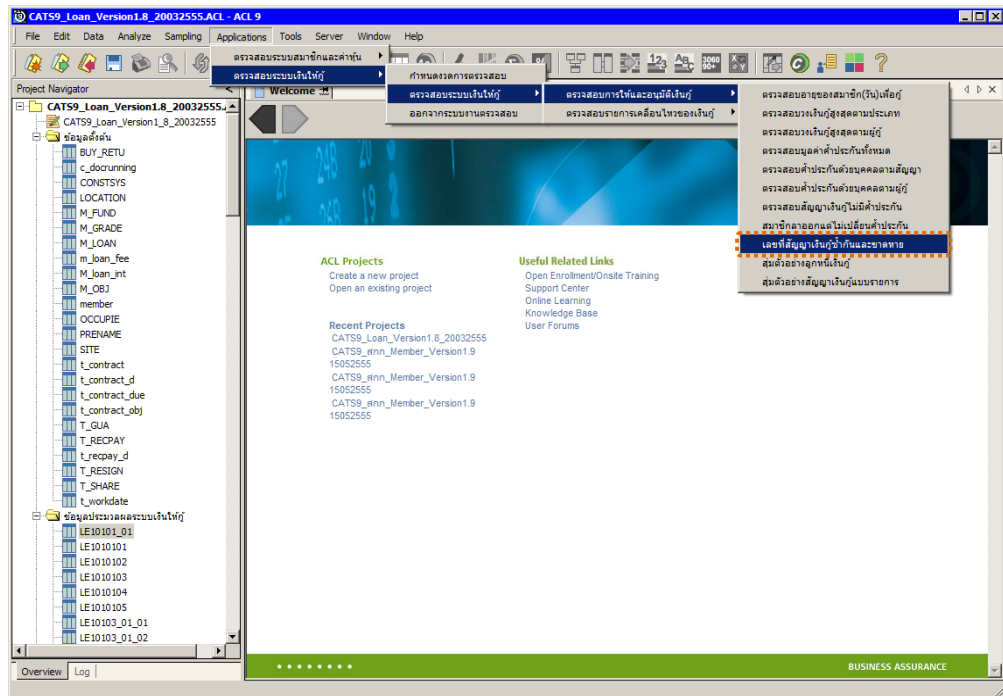 CATS9_Loan_Version1.8_20032555.ACL - ACL 9
File Edit Data Analyze Sampling Applications Tools Server Window Help
ตรวจสอบระบบสมาชิกและค่าหุ้น
ตรวจสอบระบบเงินให้กู้
กำหนดงวดการตรวจสอบ
ตรวจสอบระบบเงินให้กู้
ออกจากระบบงานตรวจสอบ
ตรวจสอบการให้และอนุมัติเงินกู้
ตรวจสอบรายการเคลื่อนไหวของเงินกู้
ตรวจสอบอายุของสมาชิก(วัน)เพื่อกู้
ตรวจสอบวงเงินกู้สูงสุดตามประเภท
ตรวจสอบวงเงินกู้สูงสุดตามผู้กู้
ตรวจสอบมูลค่าค้ำประกันทั้งหมด
ตรวจสอบค้ำประกันด้วยบุคคลตามสัญญา
ตรวจสอบค้ำประกันด้วยบุคคลตามผู้กู้
ตรวจสอบสัญญาเงินกู้ไม่มีค้ำประกัน
สมาชิกลาออกแต่ไม่เปลี่ยนค้ำประกัน
เลขที่สัญญาเงินกู้ซ้ำกันและขาดหาย
สุ่มตัวอย่างลูกหนี้เงินกู้
สุ่มตัวอย่างสัญญาเงินกู้แบบรายการ
Project Navigator
Welcome
CATS9_Loan_Version1.8_20032555.
CATS9_Loan_Version1_8_20032555
ข้อมูลตั้งต้น
BUY_RETU
c_docrunning
CONSTSYS
LOCATION
M_FUND
M_GRADE
M_LOAN
m_loan_fee
M_loan_int
M_OBJ
member
OCCUPIE
PRENAME
SITE
t_contract
t_contract_d
t_contract_due
t_contract_obj
T_GUA
T_RECPAY
t_recpay_d
T_RESIGN
T_SHARE
t_workdate
ข้อมูลประมวลผลระบบเงินให้กู้
LE10101_01
LE1010101
LE1010102
LE1010103
LE1010104
LE1010105
LE10103_01_01
LE10103_01_02
Overview Log
ACL Projects
Create a new project
Open an existing project
Recent Projects
CATS9_Loan_Version1.8_20032555
CATS9_สกก_Member_Version1.9
15052555
CATS9_สกก_Member_Version1.9
15052555
CATS9_สกก_Member_Version1.9
15052555
Useful Related Links
Open Enrollment/Onsite Training
Support Center
Online Learning
Knowledge Base
User Forums
BUSINESS ASSURANCE